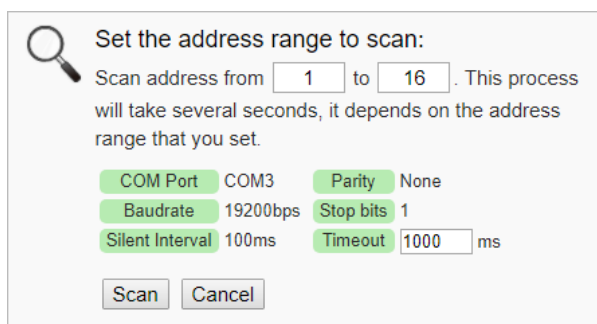 Set the address range to scan:
Scan address from 1 to 16 . This process
will take several seconds, it depends on the address
range that you set.
COM Port COM3 Parity None
Baudrate 19200bps Stop bits 1
Silent Interval 100ms Timeout 1000 ms
Scan Cancel